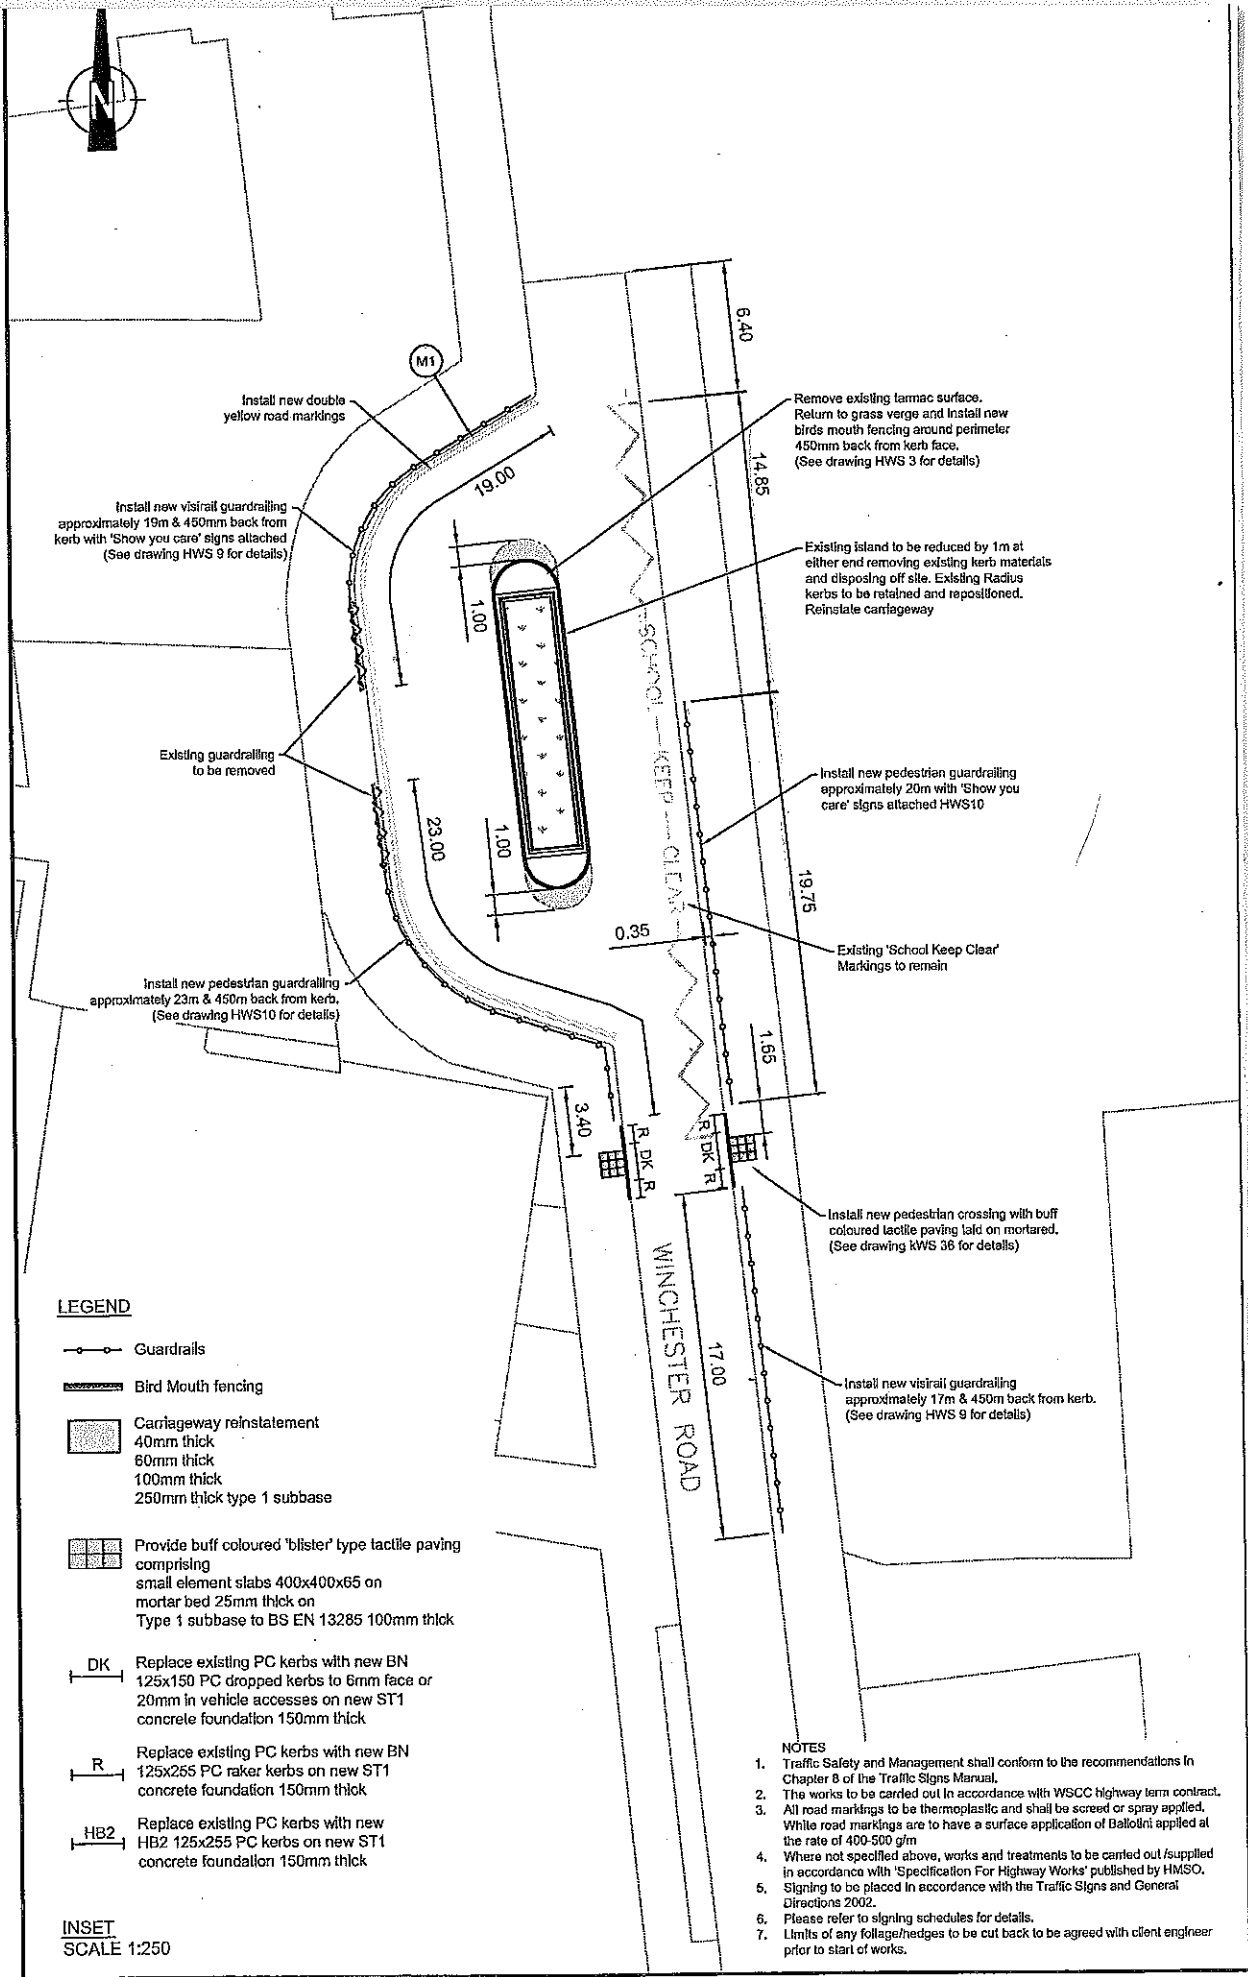 N
M1
Install new double
yellow road markings
19.00
6.40
Remove existing tarmac surface.
Return to grass verge and install new
birds mouth fencing around perimeter
450mm back from kerb face.
(See drawing HWS 3 for details)
14.85
Install new visirail guardrailing
approximately 19m & 450mm back from
kerb with 'Show you care' signs attached
(See drawing HWS 9 for details)
Existing island to be reduced by 1m at
either end removing existing kerb materials
and disposing off site. Existing Radius
kerbs to be retained and repositioned.
Reinstate carriageway
1.00
SCHOOL KEEP CLEAR
Existing guardrailing
to be removed
Install new pedestrian guardrailing
approximately 20m with 'Show you
care' signs attached HWS10
23.00
1.00
19.75
0.35
Existing 'School Keep Clear'
Markings to remain
Install new pedestrian guardrailing
approximately 23m & 450m back from kerb.
(See drawing HWS10 for details)
1.65
3.40
R DK R
R DK R
Install new pedestrian crossing with buff
coloured tactile paving laid on mortared.
(See drawing kWS 36 for details)
WINCHESTER ROAD
17.00
Install new visirail guardrailing
approximately 17m & 450m back from kerb.
(See drawing HWS 9 for details)
LEGEND
Guardrails
Bird Mouth fencing
Carriageway reinstatement
40mm thick
60mm thick
100mm thick
250mm thick type 1 subbase
Provide buff coloured 'blister' type tactile paving
comprising
small element slabs 400x400x65 on
mortar bed 25mm thick on
Type 1 subbase to BS EN 13285 100mm thick
DK
Replace existing PC kerbs with new BN
125x150 PC dropped kerbs to 6mm face or
20mm in vehicle accesses on new ST1
concrete foundation 150mm thick
R
Replace existing PC kerbs with new BN
125x255 PC raker kerbs on new ST1
concrete foundation 150mm thick
HB2
Replace existing PC kerbs with new
HB2 125x255 PC kerbs on new ST1
concrete foundation 150mm thick
INSET
SCALE 1:250
NOTES
1. Traffic Safety and Management shall conform to the recommendations in
Chapter 8 of the Traffic Signs Manual.
2. The works to be carried out in accordance with WSCC highway term contract.
3. All road markings to be thermoplastic and shall be screed or spray applied.
While road markings are to have a surface application of Ballotini applied at
the rate of 400-500 g/m
4. Where not specified above, works and treatments to be carried out /supplied
in accordance with 'Specification For Highway Works' published by HMSO.
5. Signing to be placed in accordance with the Traffic Signs and General
Directions 2002.
6. Please refer to signing schedules for details.
7. Limits of any foliage/hedges to be cut back to be agreed with client engineer
prior to start of works.